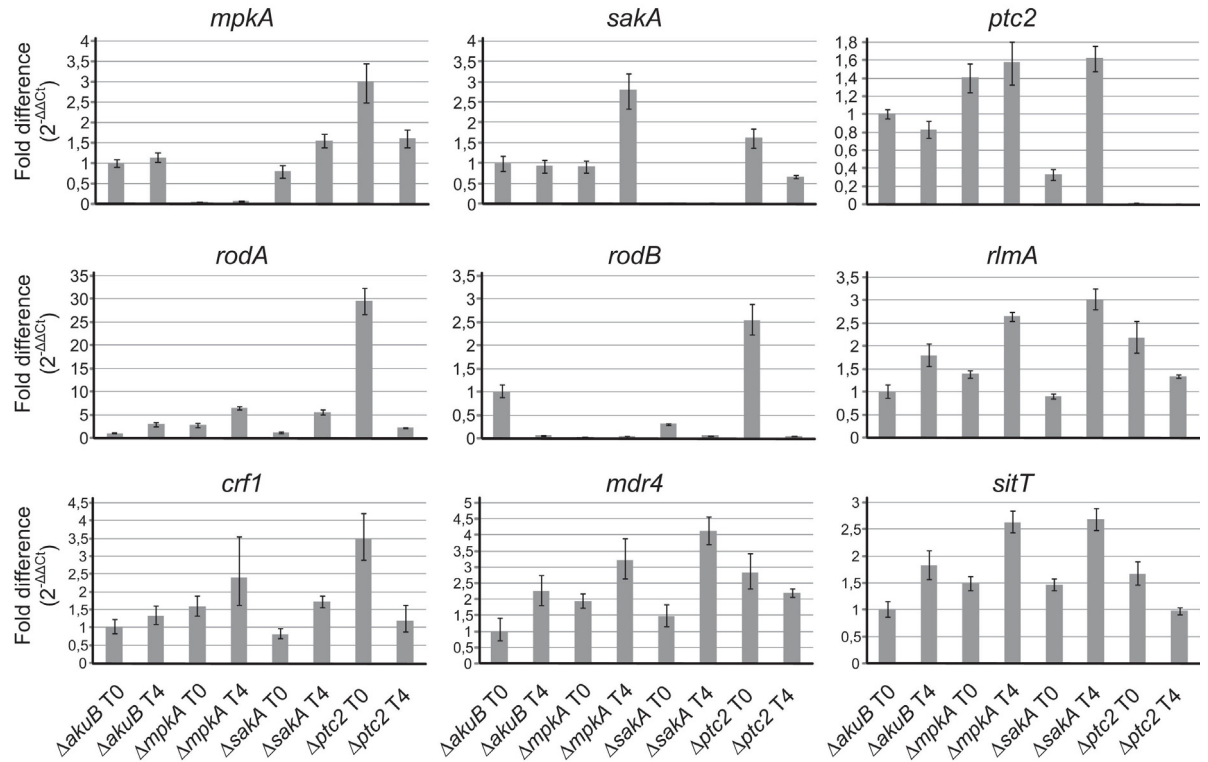 mpkA sakA ptc2
Fold difference
(2^-ΔΔCt)
4
3,5
3
2,5
2
1,5
1
0,5
0
4
3,5
3
2,5
2
1,5
1
0,5
0
1,8
1,6
1,4
1,2
1
0,8
0,6
0,4
0,2
0
rodA rodB rlmA
Fold difference
(2^-ΔΔCt)
35
30
25
20
15
10
5
0
3,5
3
2,5
2
1,5
1
0,5
0
3,5
3
2,5
2
1,5
1
0,5
0
crf1 mdr4 sitT
Fold difference
(2^-ΔΔCt)
4,5
4
3,5
3
2,5
2
1,5
1
0,5
0
5
4,5
4
3,5
3
2,5
2
1,5
1
0,5
0
3
2,5
2
1,5
1
0,5
0
ΔakuB T0
ΔakuB T4
ΔmpkA T0
ΔmpkA T4
ΔsakA T0
ΔsakA T4
Δptc2 T0
Δptc2 T4
ΔakuB T0
ΔakuB T4
ΔmpkA T0
ΔmpkA T4
ΔsakA T0
ΔsakA T4
Δptc2 T0
Δptc2 T4
ΔakuB T0
ΔakuB T4
ΔmpkA T0
ΔmpkA T4
ΔsakA T0
ΔsakA T4
Δptc2 T0
Δptc2 T4